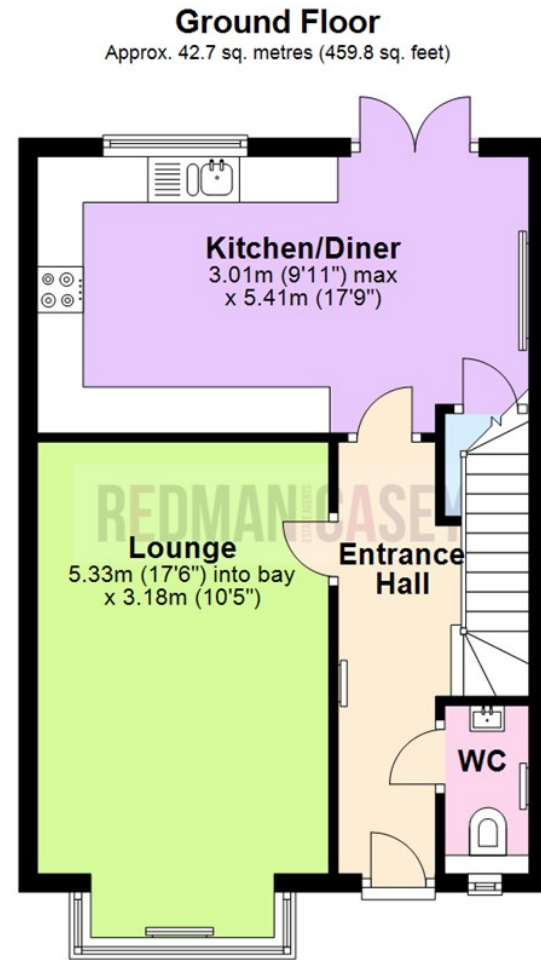 Ground Floor
Approx. 42.7 sq. metres (459.8 sq. feet)
Kitchen/Diner
3.01m (9'11") max
x 5.41m (17'9")
REDMAN CASEY
ESTATE AGENTS
Lounge
5.33m (17'6") into bay
x 3.18m (10'5")
Entrance
Hall
WC